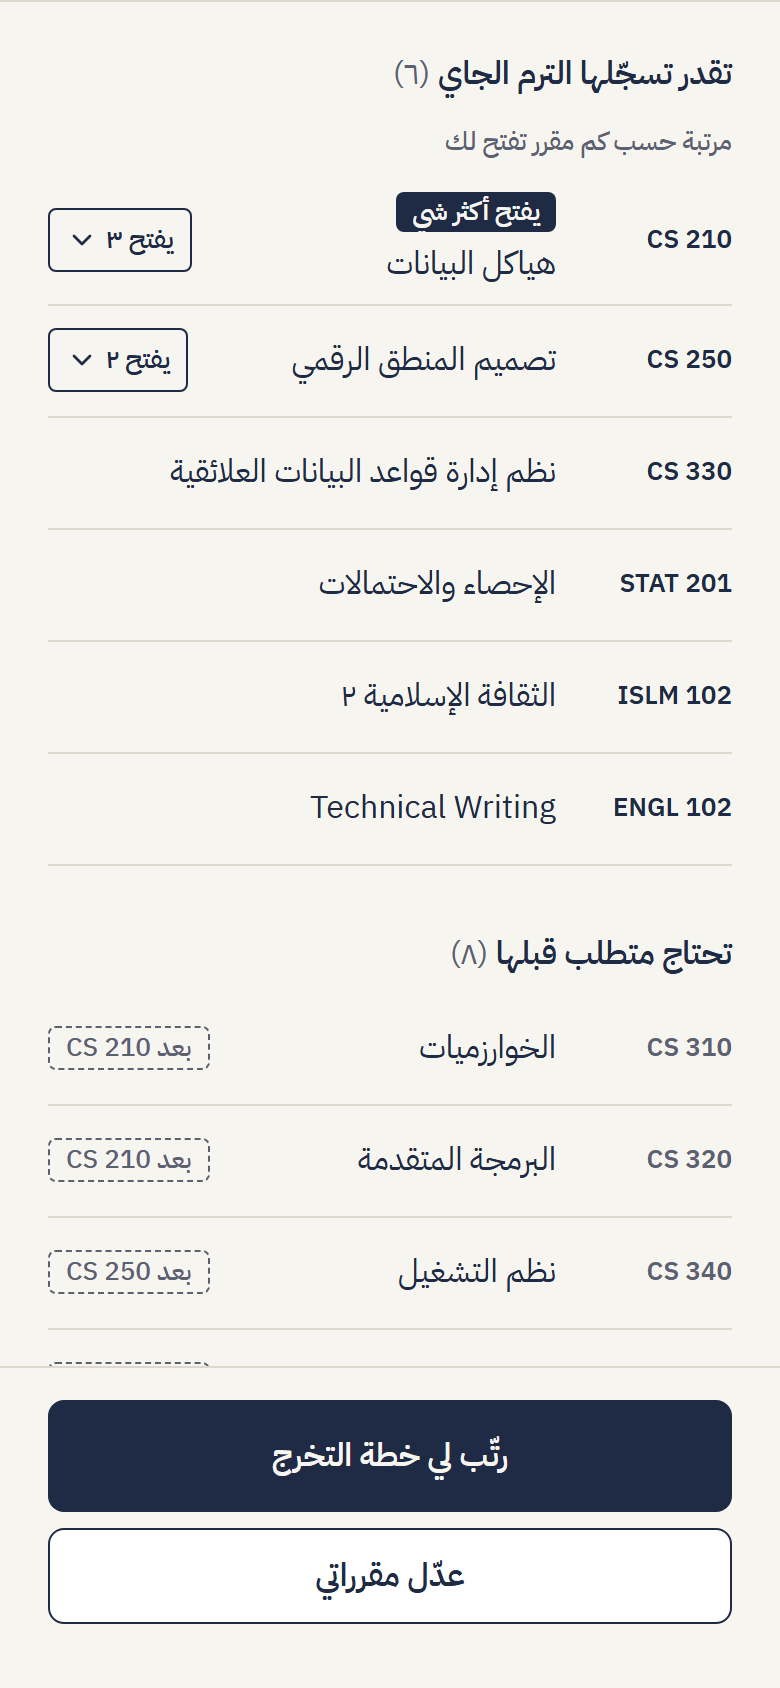 تقدر تسجّلها الترم الجاي (٦)
مرتبة حسب كم مقرر تفتح لك
CS 210
يفتح أكثر شي
هياكل البيانات
يفتح ٣
CS 250
تصميم المنطق الرقمي
يفتح ٢
CS 330
نظم إدارة قواعد البيانات العلائقية
STAT 201
الإحصاء والاحتمالات
ISLM 102
الثقافة الإسلامية ٢
ENGL 102
Technical Writing
تحتاج متطلب قبلها (٨)
CS 310
الخوارزميات
بعد CS 210
CS 320
البرمجة المتقدمة
بعد CS 210
CS 340
نظم التشغيل
بعد CS 250
رتّب لي خطة التخرج
عدّل مقرراتي